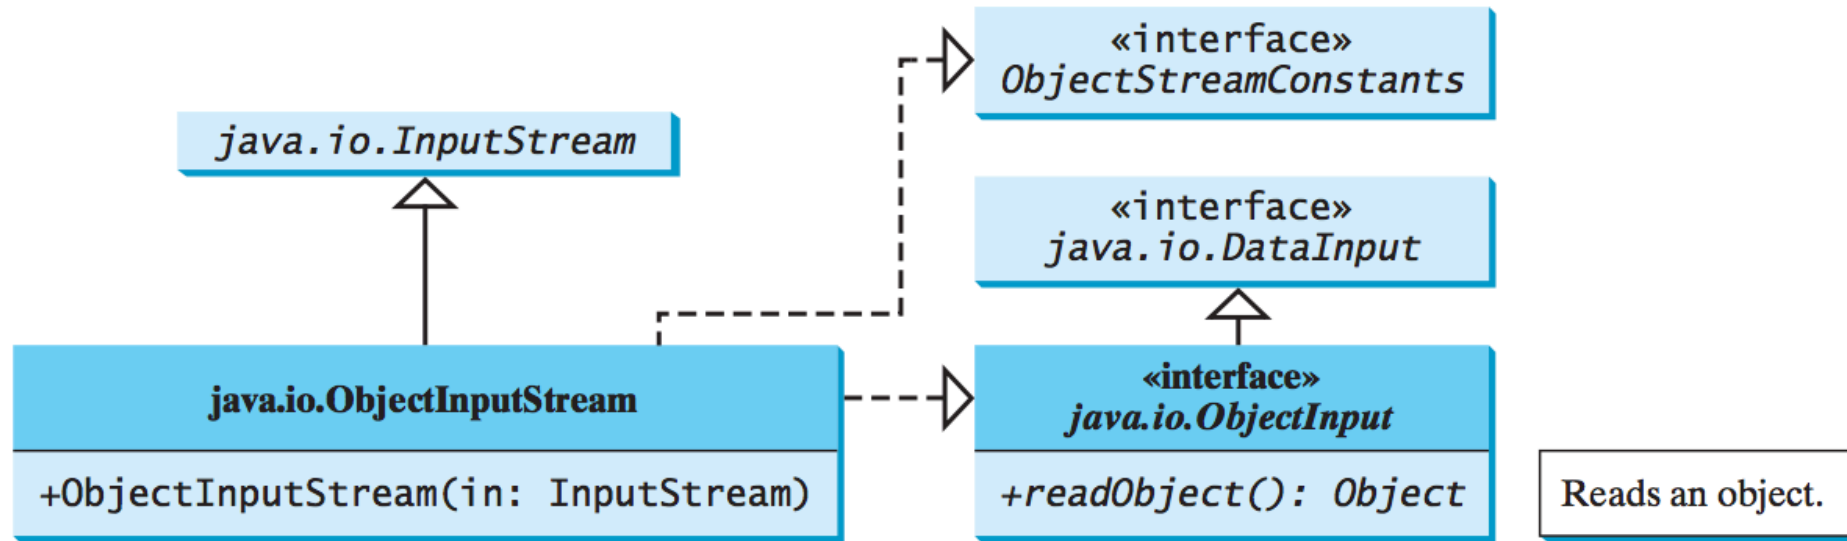 «interface»
ObjectStreamConstants
java.io.InputStream
«interface»
java.io.DataInput
java.io.ObjectInputStream
«interface»
java.io.ObjectInput
+ObjectInputStream(in: InputStream)
+readObject(): Object
Reads an object.